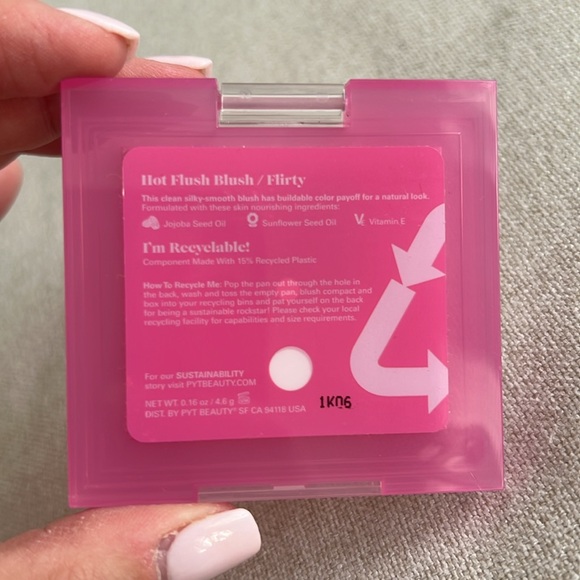 Hot Flush Blush / Flirty
This clean silky-smooth blush has buildable color payoff for a natural look.
Formulated with these skin nourishing ingredients:
Jojoba Seed Oil Sunflower Seed Oil Vitamin E
I'm Recyclable!
Component Made With 15% Recycled Plastic
How To Recycle Me: Pop the pan out through the hole in
the back, wash and toss the empty pan, blush compact and
box into your recycling bins and pat yourself on the back
for being a sustainable rockstar! Please check your local
recycling facility for capabilities and size requirements.
For our SUSTAINABILITY
story visit PYTBEAUTY.COM
NET WT. 0.16 oz / 4.6 g
DIST. BY PYT BEAUTY® SF CA 94118 USA
1K06